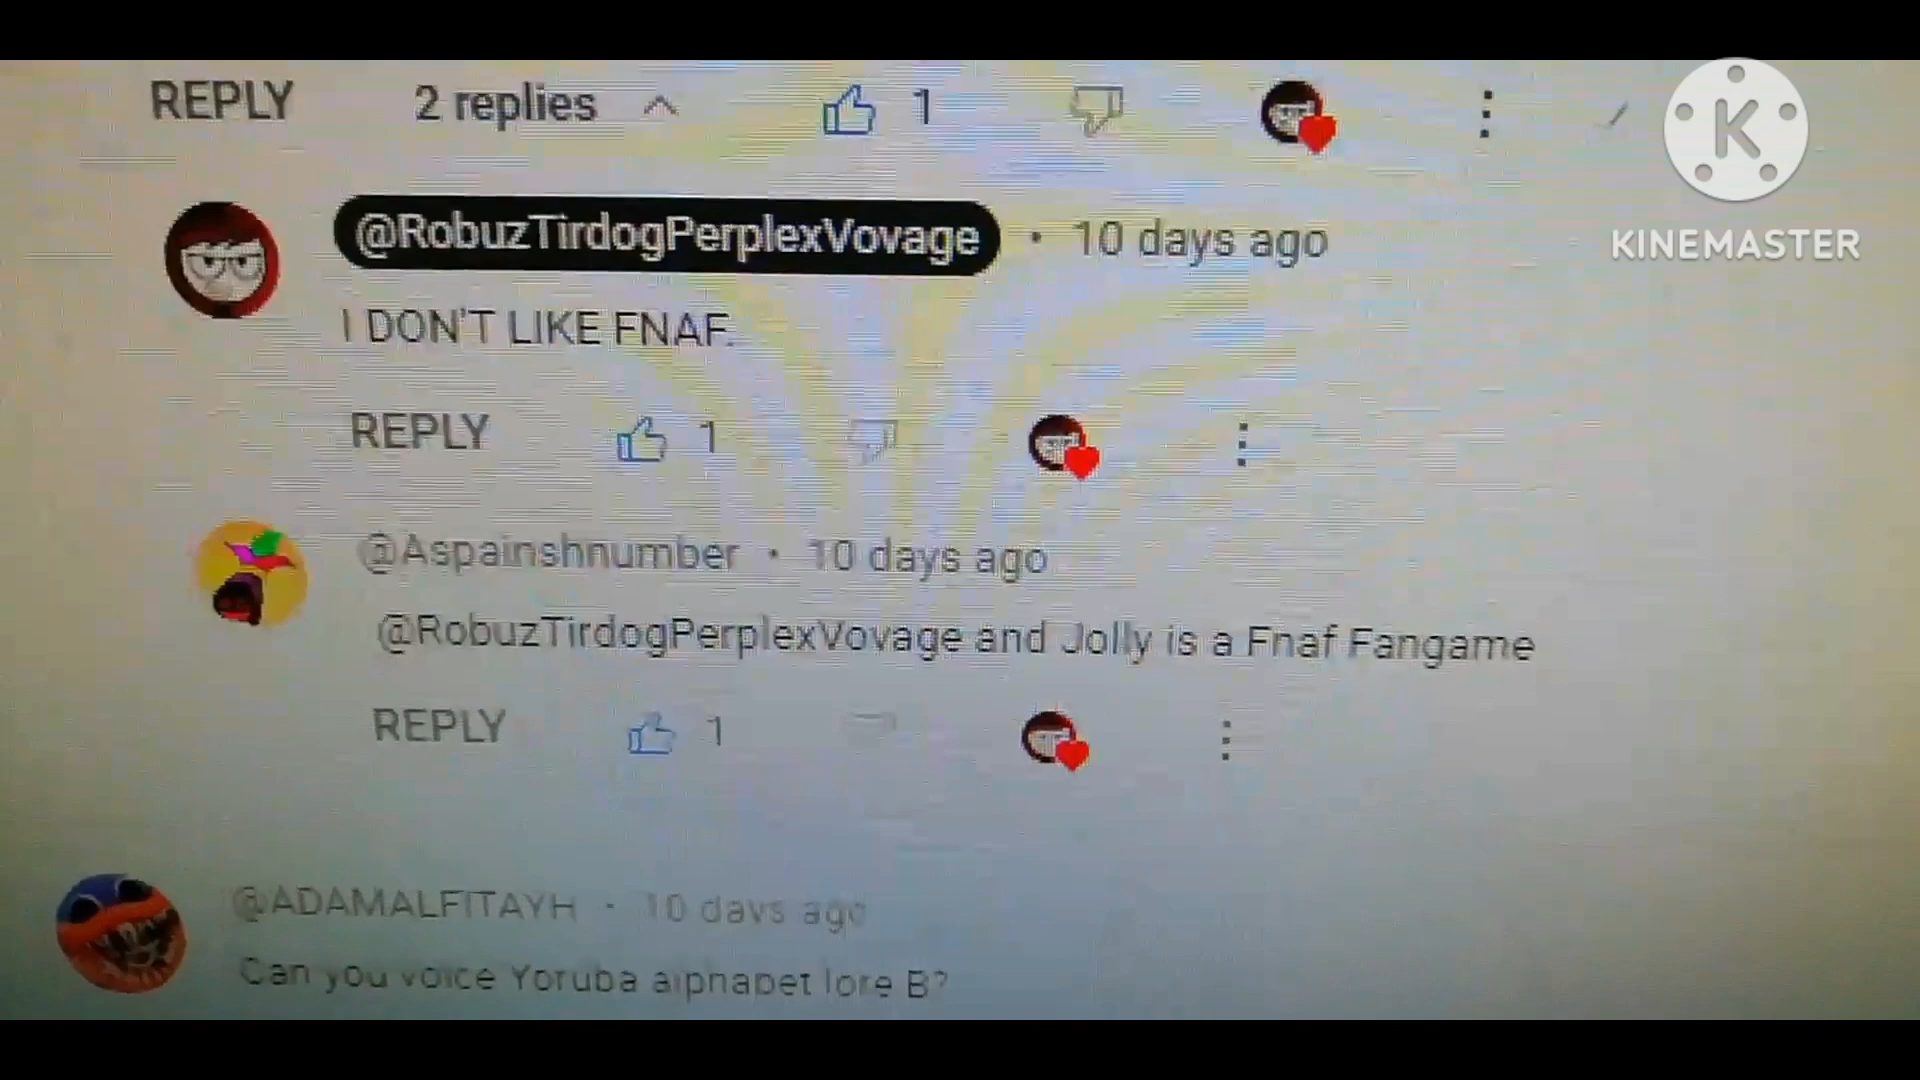 REPLY 2 replies 1
K
KINEMASTER
@RobuzTirdogPerplexVovage · 10 days ago
I DON'T LIKE FNAF.
REPLY 1
@Aspainshnumber · 10 days ago
@RobuzTirdogPerplexVovage and Jolly is a Fnaf Fangame
REPLY 1
@ADAMALFITAYH · 10 days ago
Can you voice Yoruba alphabet lore B?